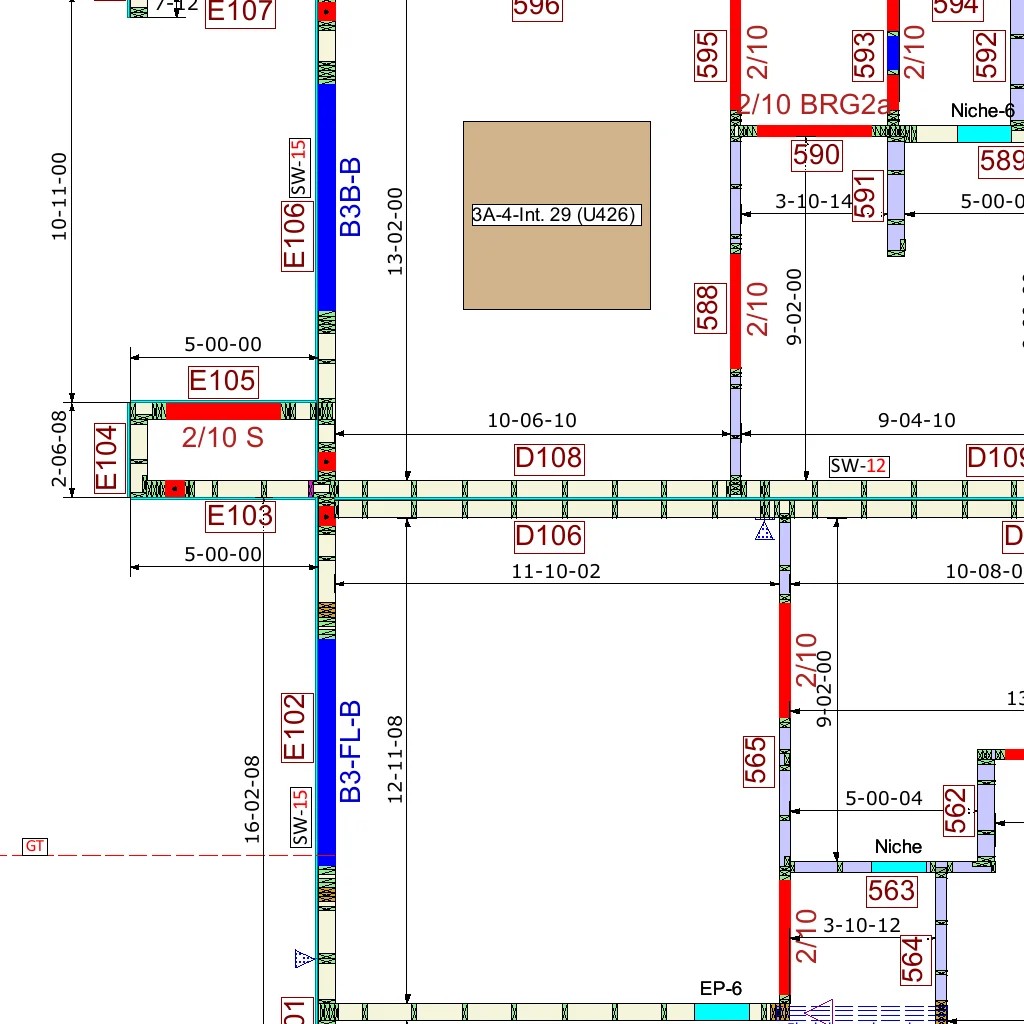 7-12
E107
596
594
595
2/10
593
2/10
592
2/10 BRG2a
Niche-6
590
589
591
3-10-14
5-00-0
10-11-00
SW-15
E106
B3B-B
13-02-00
3A-4-Int. 29 (U426)
588
2/10
9-02-00
5-00-00
E105
2/10 S
E104
2-06-08
10-06-10
9-04-10
D108
SW-12
D109
E103
D106
D
5-00-00
11-10-02
10-08-0
2/10
9-02-00
E102
B3-FL-B
12-11-08
565
13
16-02-08
SW-15
5-00-04
562
GT
Niche
563
2/10
3-10-12
564
EP-6
01